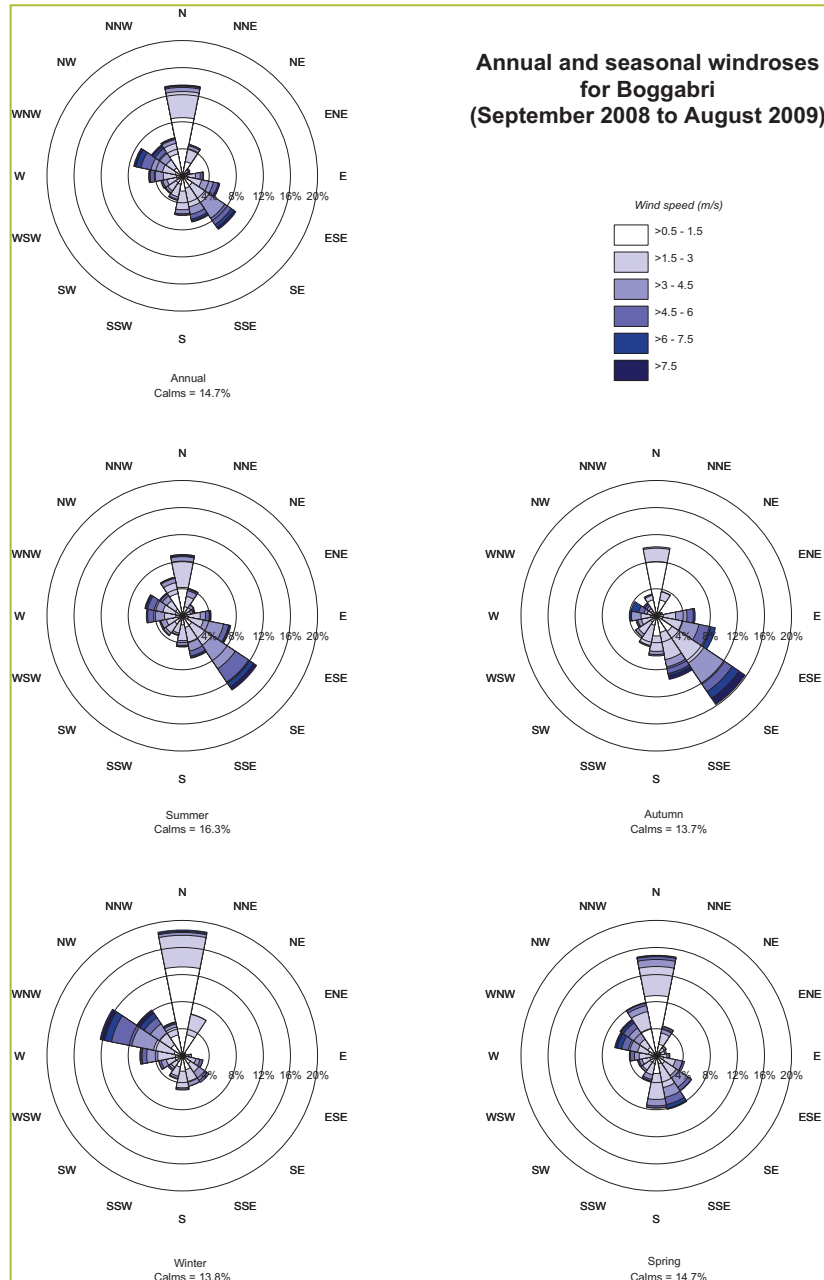 Annual and seasonal windroses
for Boggabri
(September 2008 to August 2009)
N
NNW NNE
NW NE
WNW ENE
W E
4% 8% 12% 16% 20%
WSW ESE
SW SE
SSW SSE
S
Annual
Calms = 14.7%
Wind speed (m/s)
>0.5 - 1.5
>1.5 - 3
>3 - 4.5
>4.5 - 6
>6 - 7.5
>7.5
N
NNW NNE
NW NE
WNW ENE
W E
4% 8% 12% 16% 20%
WSW ESE
SW SE
SSW SSE
S
Summer
Calms = 16.3%
N
NNW NNE
NW NE
WNW ENE
W E
4% 8% 12% 16% 20%
WSW ESE
SW SE
SSW SSE
S
Autumn
Calms = 13.7%
N
NNW NNE
NW NE
WNW ENE
W E
4% 8% 12% 16% 20%
WSW ESE
SW SE
SSW SSE
S
Winter
Calms = 13.8%
N
NNW NNE
NW NE
WNW ENE
W E
4% 8% 12% 16% 20%
WSW ESE
SW SE
SSW SSE
S
Spring
Calms = 14.7%